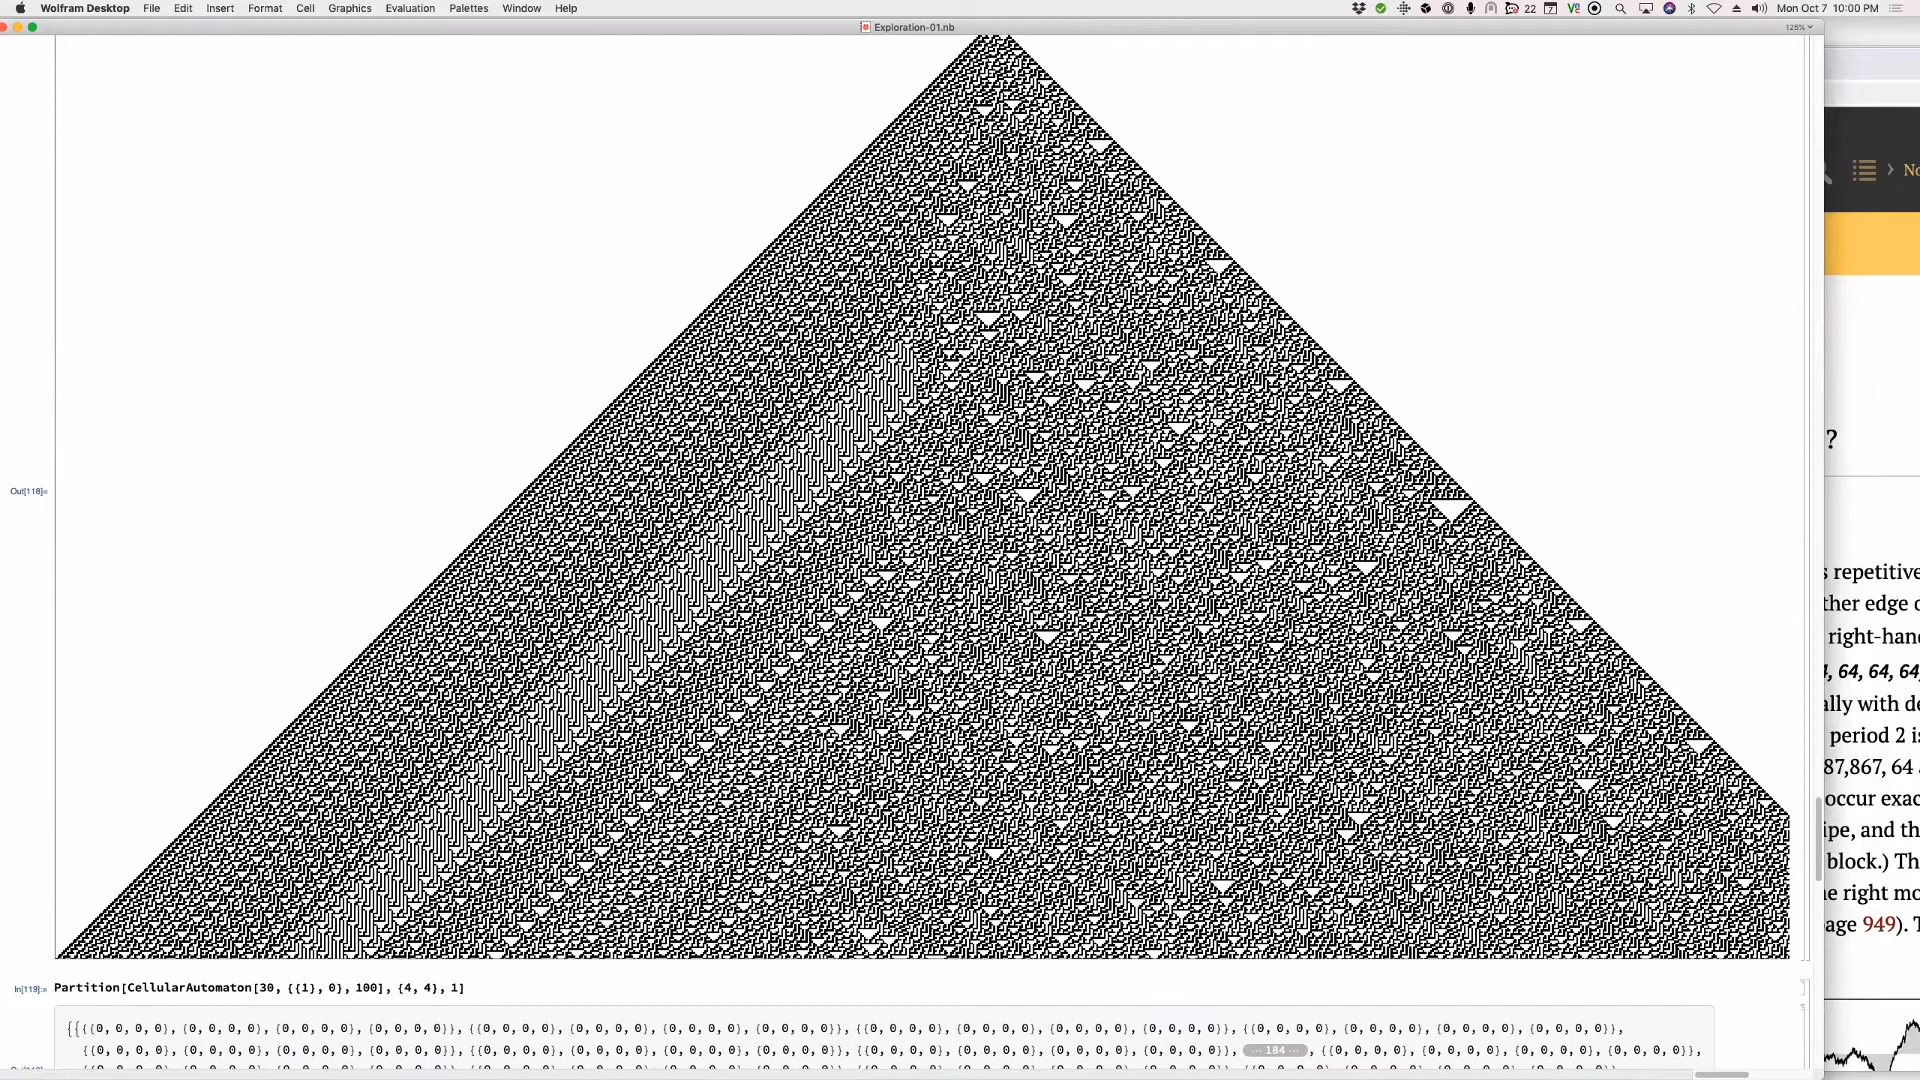 Wolfram Desktop File Edit Insert Format Cell Graphics Evaluation Palettes Window Help 22 Mon Oct 7 10:00 PM
Exploration-01.nb 125%
No
?
Out[118]=
s repetitive
ther edge o
right-han
4, 64, 64, 64,
ally with de
period 2 is
87,867, 64
occur exac
ipe, and th
block.) Th
e right mo
age 949). T
In[119]:= Partition[CellularAutomaton[30, {{1}, 0}, 100], {4, 4}, 1]
{{{{0, 0, 0, 0}, {0, 0, 0, 0}, {0, 0, 0, 0}, {0, 0, 0, 0}}, {{0, 0, 0, 0}, {0, 0, 0, 0}, {0, 0, 0, 0}, {0, 0, 0, 0}}, {{0, 0, 0, 0}, {0, 0, 0, 0}, {0, 0, 0, 0}, {0, 0, 0, 0}}, {{0, 0, 0, 0}, {0, 0, 0, 0}, {0, 0, 0, 0}, {0, 0, 0, 0}},
{{0, 0, 0, 0}, {0, 0, 0, 0}, {0, 0, 0, 0}, {0, 0, 0, 0}}, {{0, 0, 0, 0}, {0, 0, 0, 0}, {0, 0, 0, 0}, {0, 0, 0, 0}}, {{0, 0, 0, 0}, {0, 0, 0, 0}, {0, 0, 0, 0}, {0, 0, 0, 0}}, ... 184 ..., {{0, 0, 0, 0}, {0, 0, 0, 0}, {0, 0, 0, 0}, {0, 0, 0, 0}},